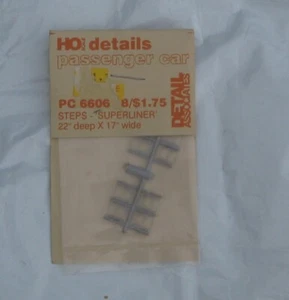 HO details
passenger car
PC 6606 8/$1.75
STEPS - "SUPERLINER"
22" deep X 17" wide
DETAIL
ASSOCIATES